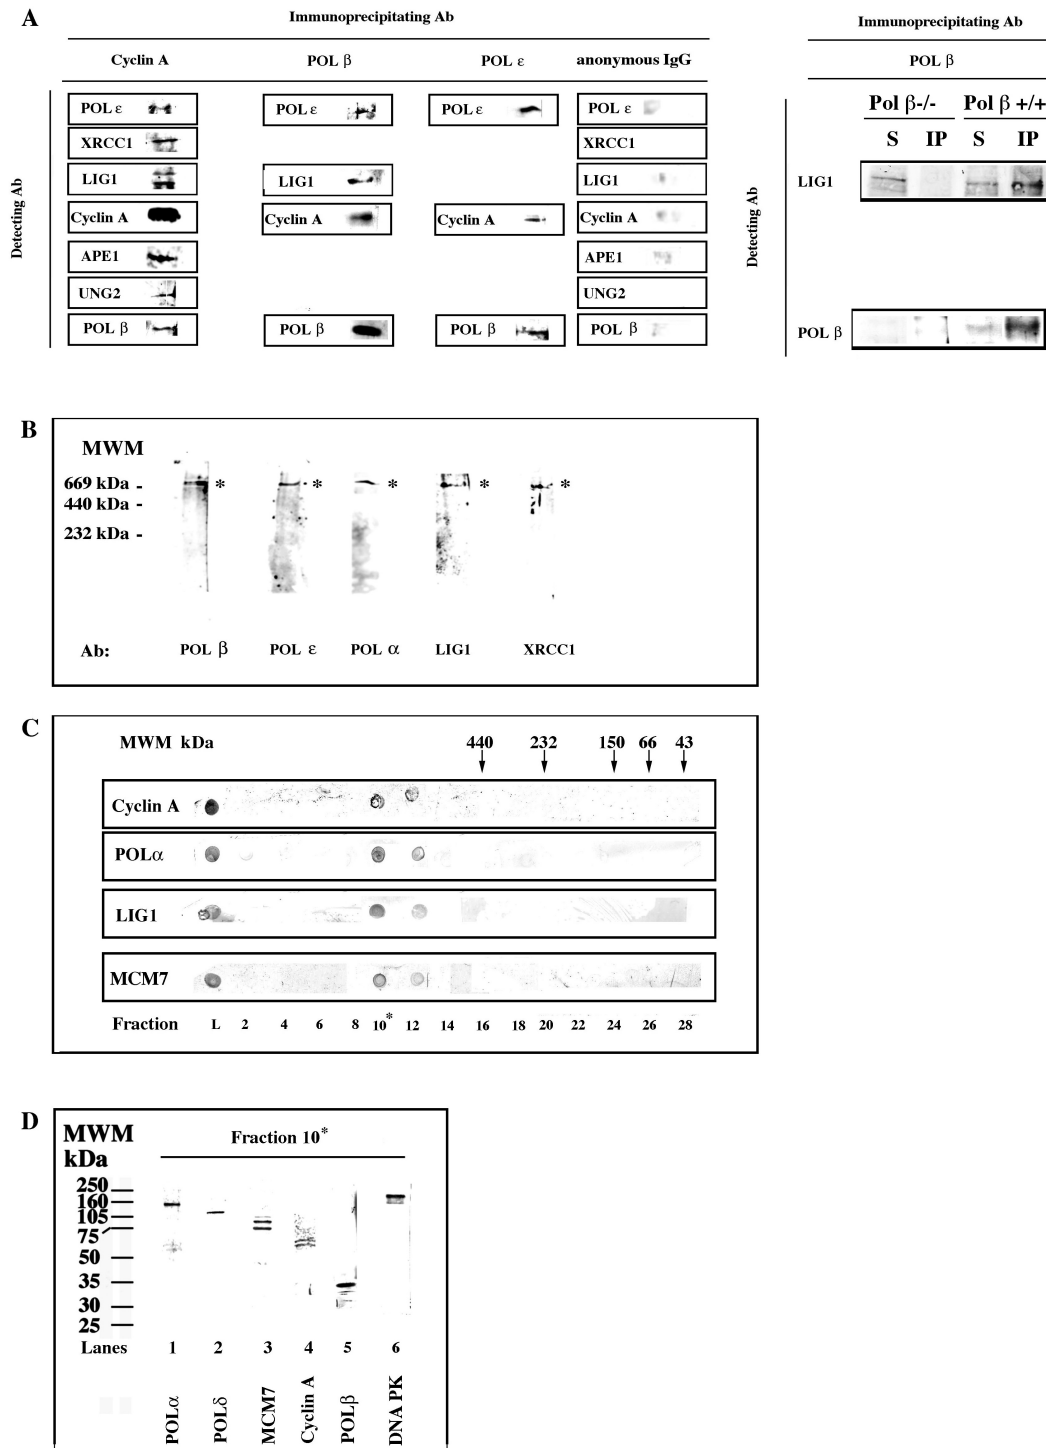 A
Immunoprecipitating Ab
Cyclin A POL β POL ε anonymous IgG
Detecting Ab
POL ε POL ε POL ε POL ε
XRCC1 XRCC1
LIG1 LIG1 LIG1
Cyclin A Cyclin A Cyclin A Cyclin A
APE1 APE1
UNG2 UNG2
POL β POL β POL β POL β
Immunoprecipitating Ab
POL β
Pol β-/- Pol β +/+
S IP S IP
Detecting Ab
LIG1
POL β
B
MWM
669 kDa - * * * * *
440 kDa -
232 kDa -
Ab: POL β POL ε POL α LIG1 XRCC1
C
MWM kDa 440 232 150 66 43
Cyclin A
POLα
LIG1
MCM7
Fraction L 2 4 6 8 10* 12 14 16 18 20 22 24 26 28
D
MWM
kDa
Fraction 10*
250
160
105
75
50
35
30
25
Lanes 1 2 3 4 5 6
POLα POLδ MCM7 Cyclin A POLβ DNA PK